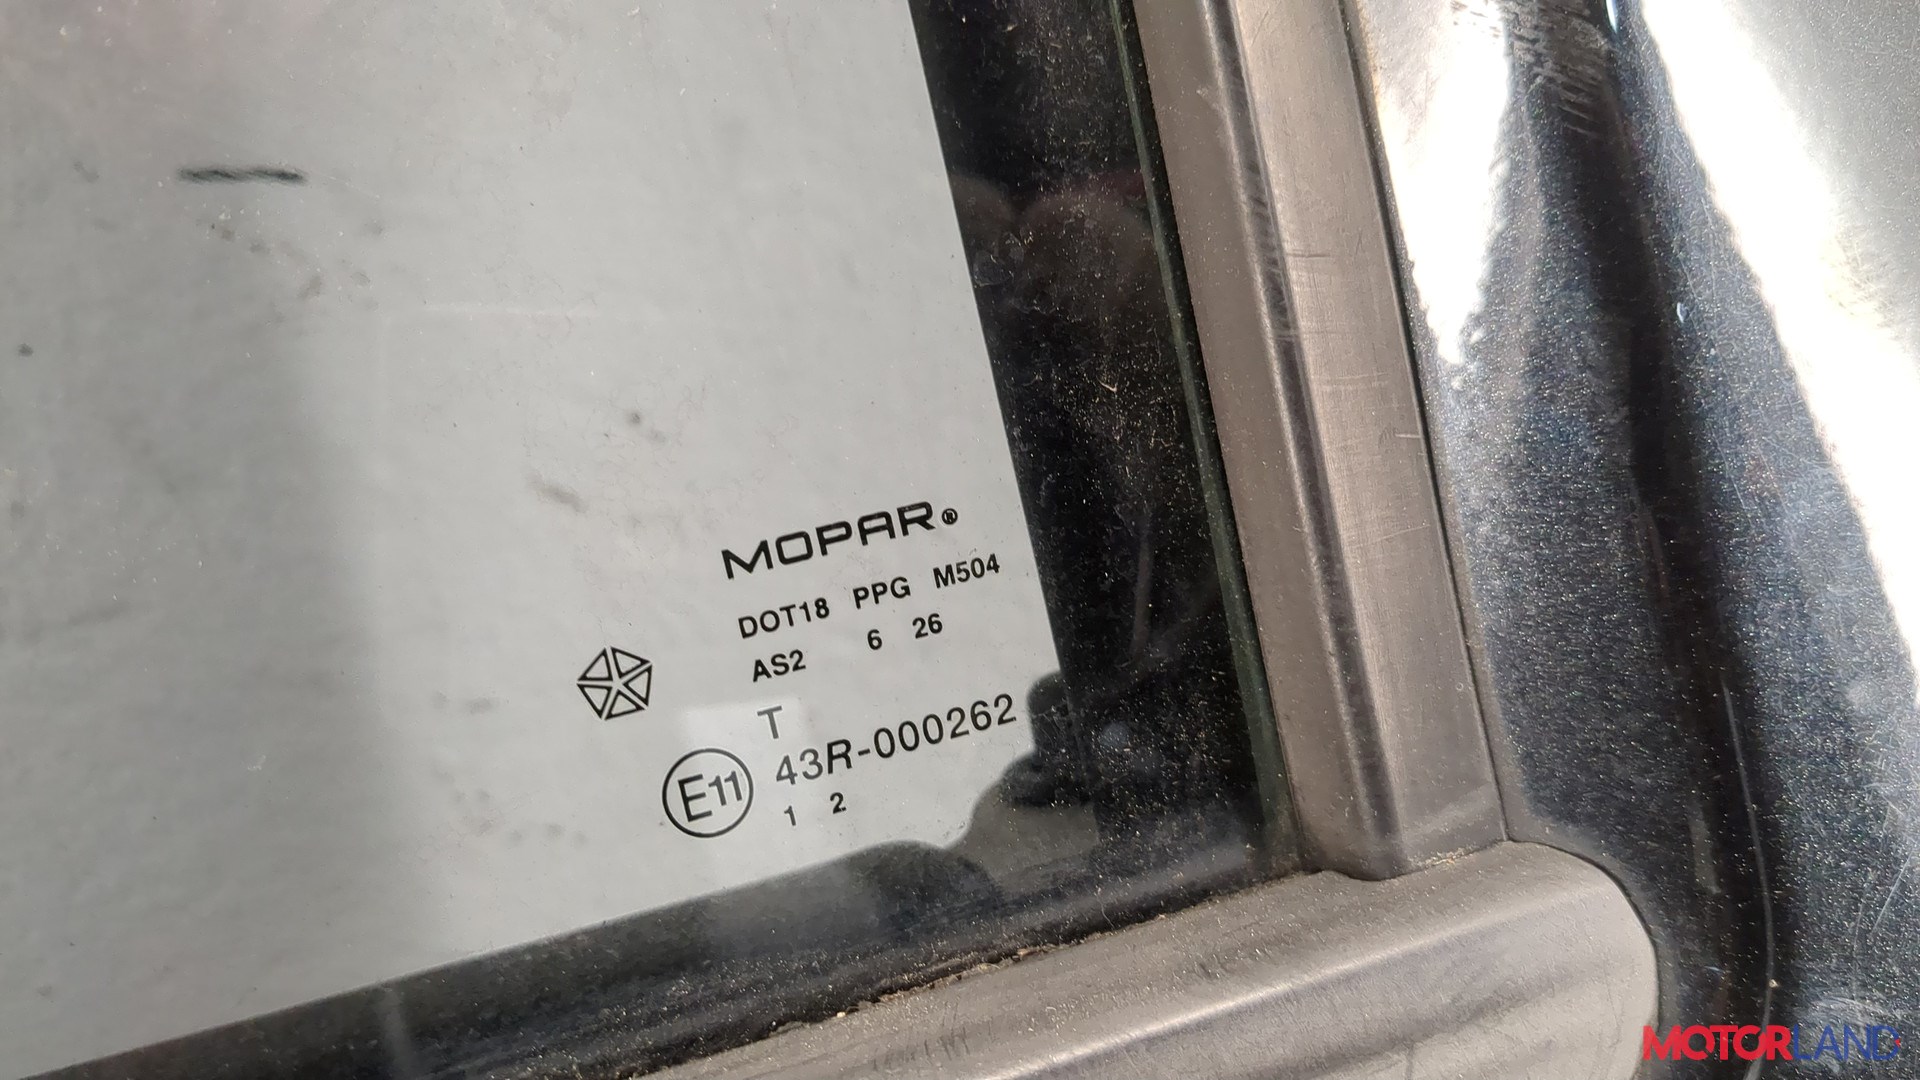 MOPAR®
DOT18 PPG M504
AS2 6 26
T
E11 43R-000262
1 2
MOTORLAND